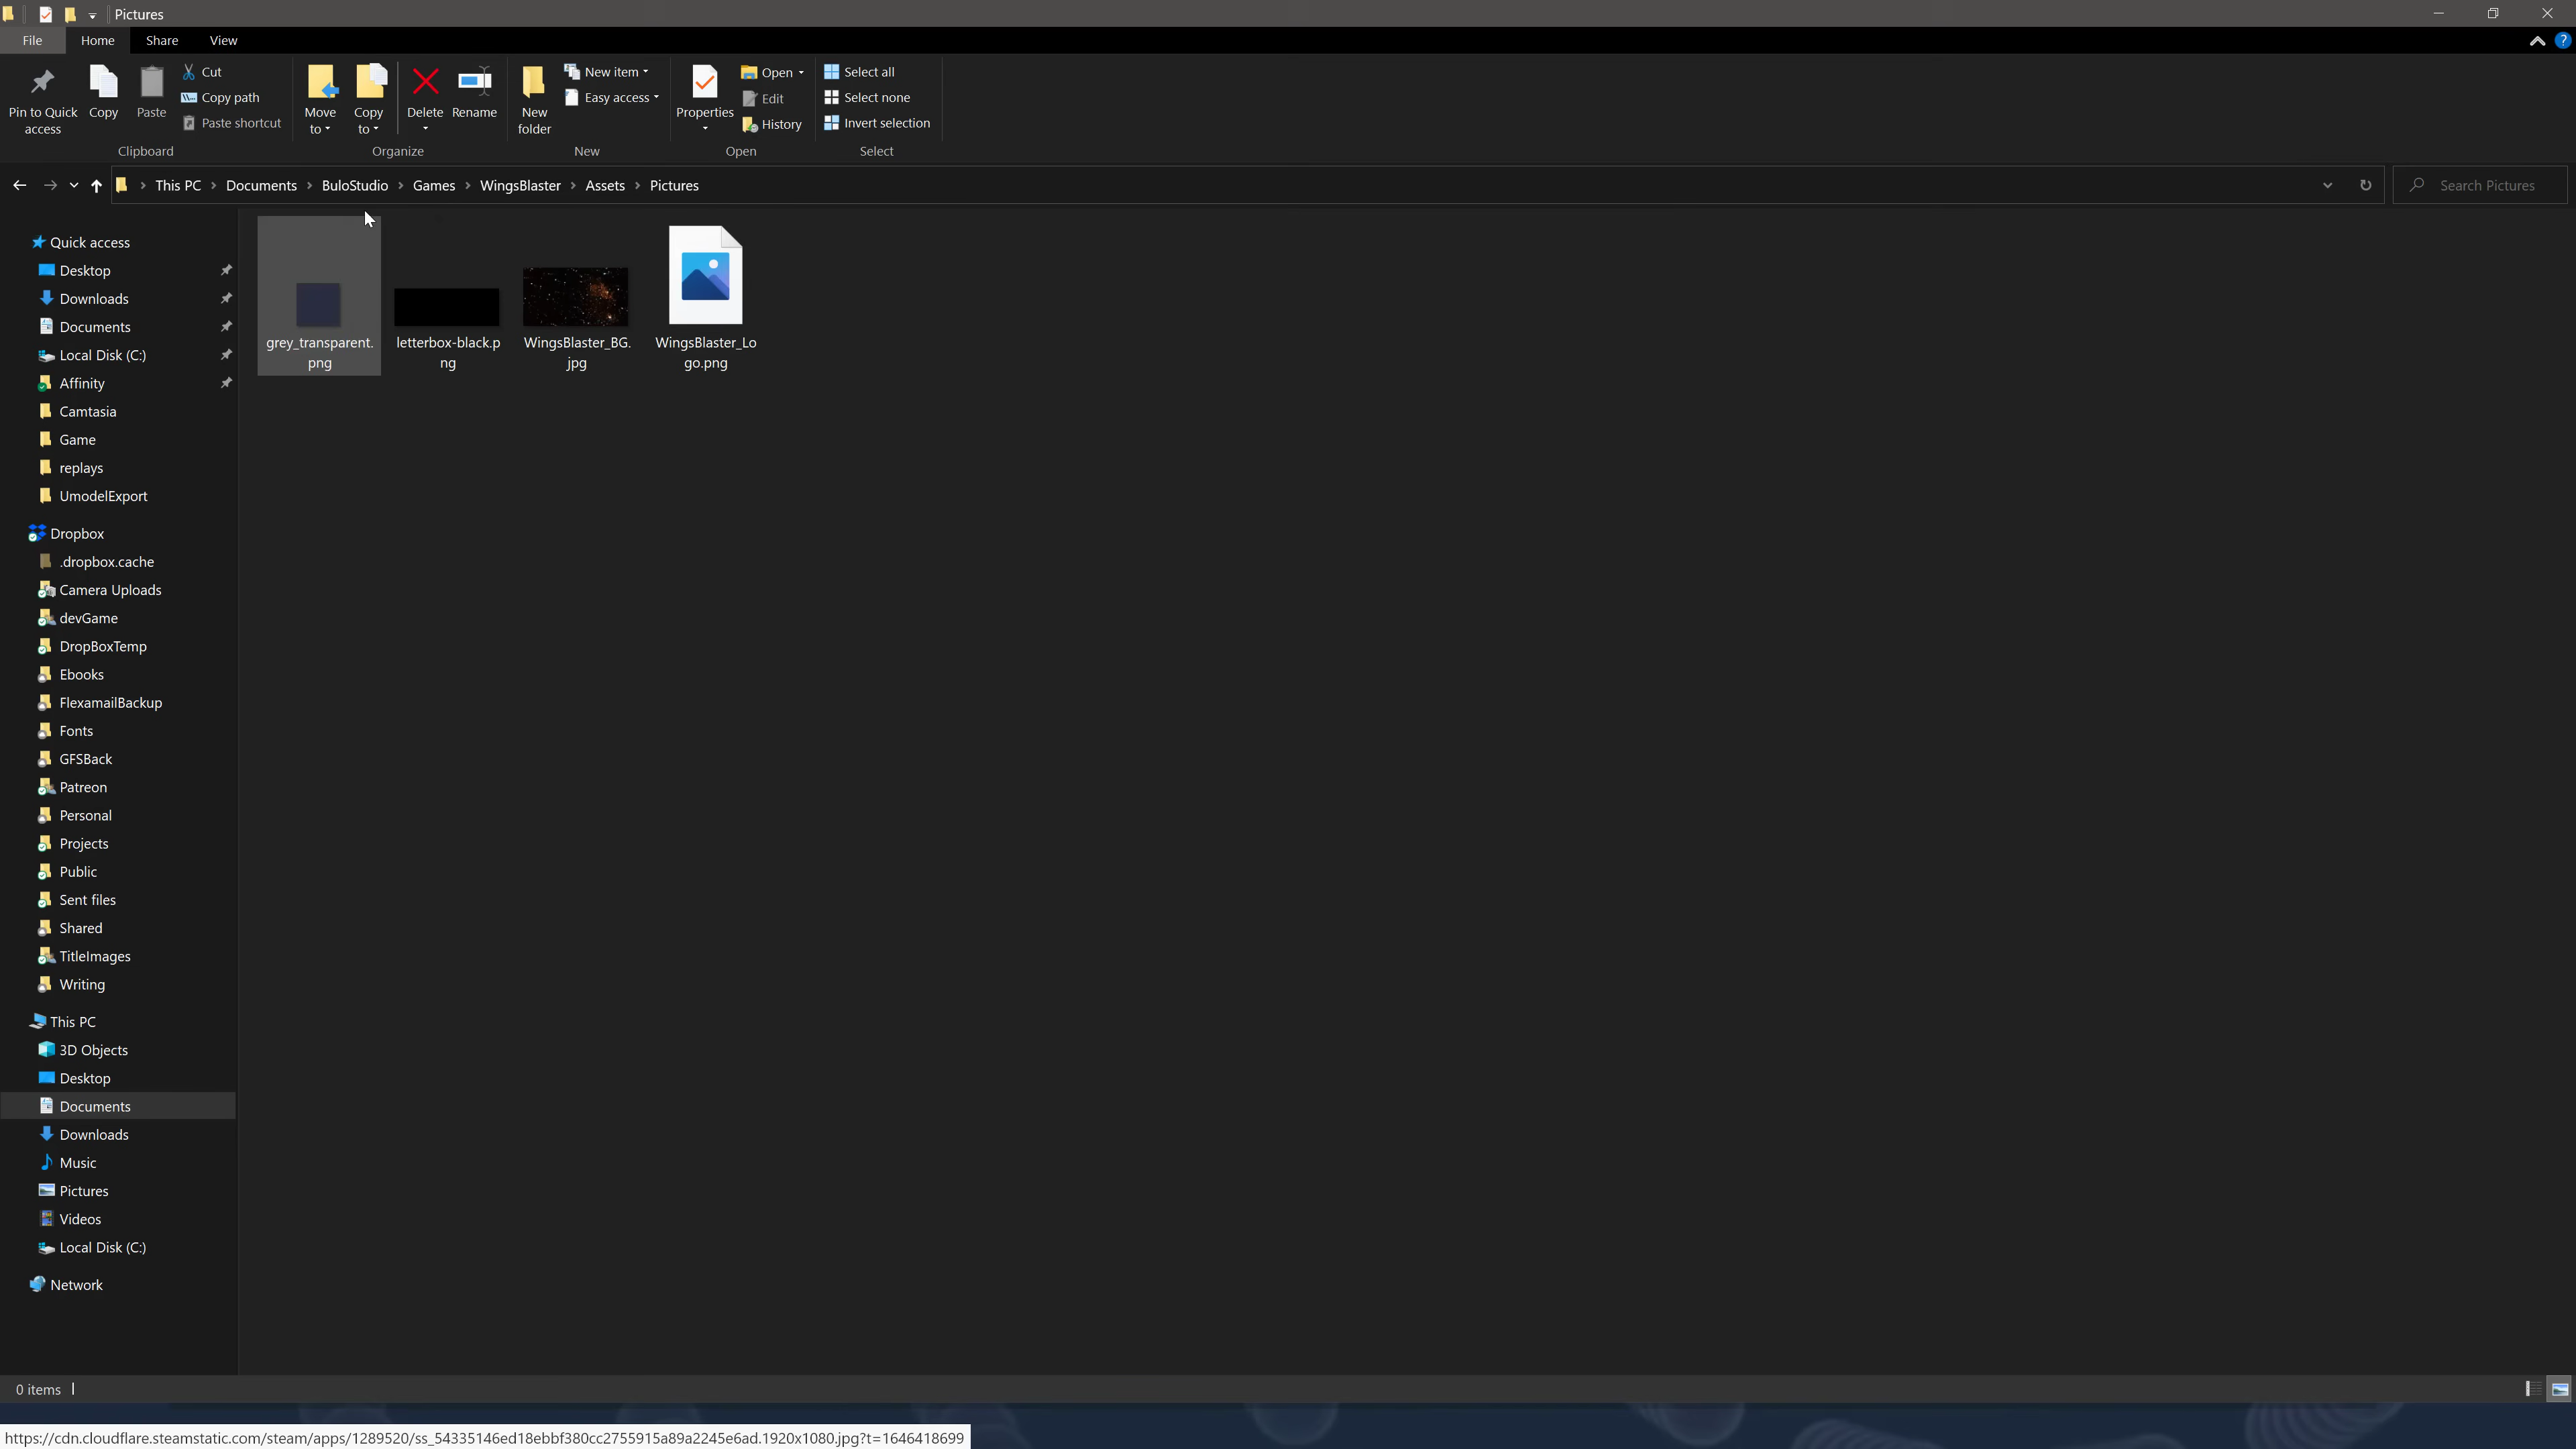 Pictures
File Home Share View
Pin to Quick access
Copy
Paste
Cut
Copy path
Paste shortcut
Clipboard
Move to
Copy to
Delete
Rename
Organize
New folder
New item
Easy access
New
Properties
Open
Edit
History
Open
Select all
Select none
Invert selection
Select
This PC > Documents > BuloStudio > Games > WingsBlaster > Assets > Pictures
Search Pictures
Quick access
Desktop
Downloads
Documents
Local Disk (C:)
Affinity
Camtasia
Game
replays
UmodelExport
Dropbox
.dropbox.cache
Camera Uploads
devGame
DropBoxTemp
Ebooks
FlexamailBackup
Fonts
GFSBack
Patreon
Personal
Projects
Public
Sent files
Shared
TitleImages
Writing
This PC
3D Objects
Desktop
Documents
Downloads
Music
Pictures
Videos
Local Disk (C:)
Network
grey_transparent.
png
letterbox-black.p
ng
WingsBlaster_BG.
jpg
WingsBlaster_Lo
go.png
0 items
https://cdn.cloudflare.steamstatic.com/steam/apps/1289520/ss_54335146ed18ebbf380cc2755915a89a2245e6ad.1920x1080.jpg?t=1646418699